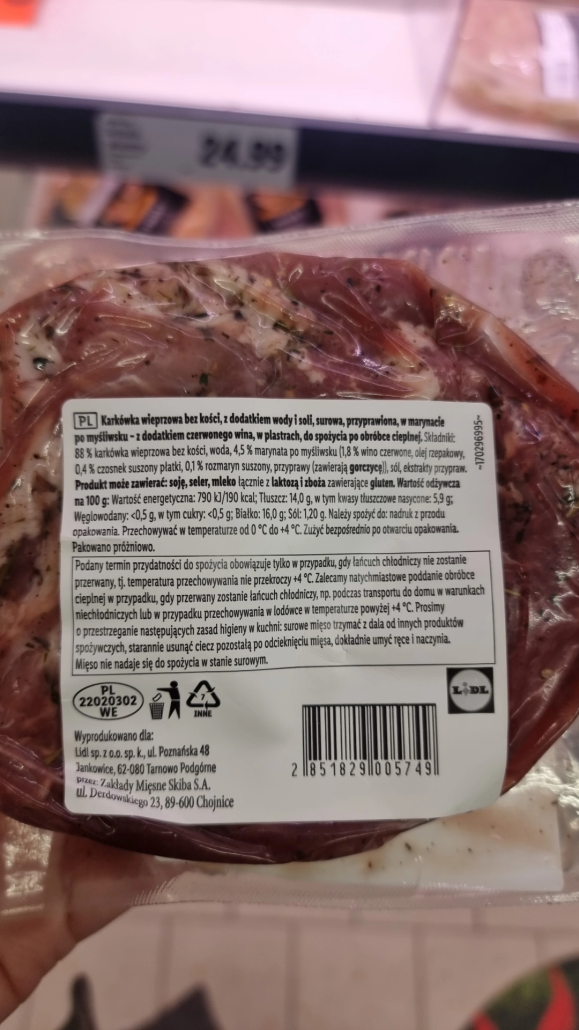 24.99
PL Karkówka wieprzowa bez kości, z dodatkiem wody i soli, surowa, przyprawiona, w marynacie
po myśliwsku – z dodatkiem czerwonego wina, w plastrach, do spożycia po obróbce cieplnej. Składniki:
88 % karkówka wieprzowa bez kości, woda, 4,5 % marynata po myśliwsku (1,8 % wino czerwone, olej rzepakowy,
0,4 % czosnek suszony płatki, 0,1 % rozmaryn suszony, przyprawy (zawierają gorczycę)), sól, ekstrakty przypraw.
Produkt może zawierać: soję, seler, mleko łącznie z laktozą i zboża zawierające gluten. Wartość odżywcza
na 100 g: Wartość energetyczna: 790 kJ/190 kcal; Tłuszcz: 14,0 g, w tym kwasy tłuszczowe nasycone: 5,9 g;
Węglowodany: <0,5 g, w tym cukry: <0,5 g; Białko: 16,0 g; Sól: 1,20 g. Należy spożyć do: nadruk z przodu
opakowania. Przechowywać w temperaturze od 0 °C do +4 °C. Zużyć bezpośrednio po otwarciu opakowania.
Pakowano próżniowo.
~170296995~
Podany termin przydatności do spożycia obowiązuje tylko w przypadku, gdy łańcuch chłodniczy nie zostanie
przerwany, tj. temperatura przechowywania nie przekroczy +4 °C. Zalecamy natychmiastowe poddanie obróbce
cieplnej w przypadku, gdy przerwany zostanie łańcuch chłodniczy, np. podczas transportu do domu w warunkach
niechłodniczych lub w przypadku przechowywania w lodówce w temperaturze powyżej +4 °C. Prosimy
o przestrzeganie następujących zasad higieny w kuchni: surowe mięso trzymać z dala od innych produktów
spożywczych, starannie usunąć ciecz pozostałą po odcieknięciu mięsa, dokładnie umyć ręce i naczynia.
Mięso nie nadaje się do spożycia w stanie surowym.
PL
22020302
WE
7
INNE
LIDL
Wyprodukowano dla:
Lidl sp. z o.o. sp. k., ul. Poznańska 48
Jankowice, 62-080 Tarnowo Podgórne
przez: Zakłady Mięsne Skiba S.A.
ul. Derdowskiego 23, 89-600 Chojnice
2 851829 005749